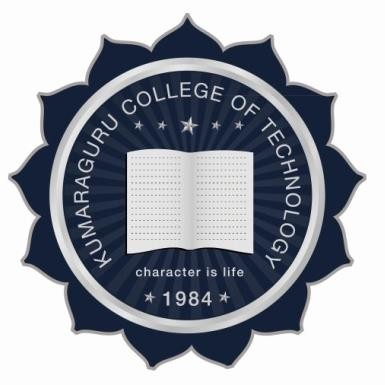 KUMARAGURU COLLEGE OF TECHNOLOGY
character is life
1984